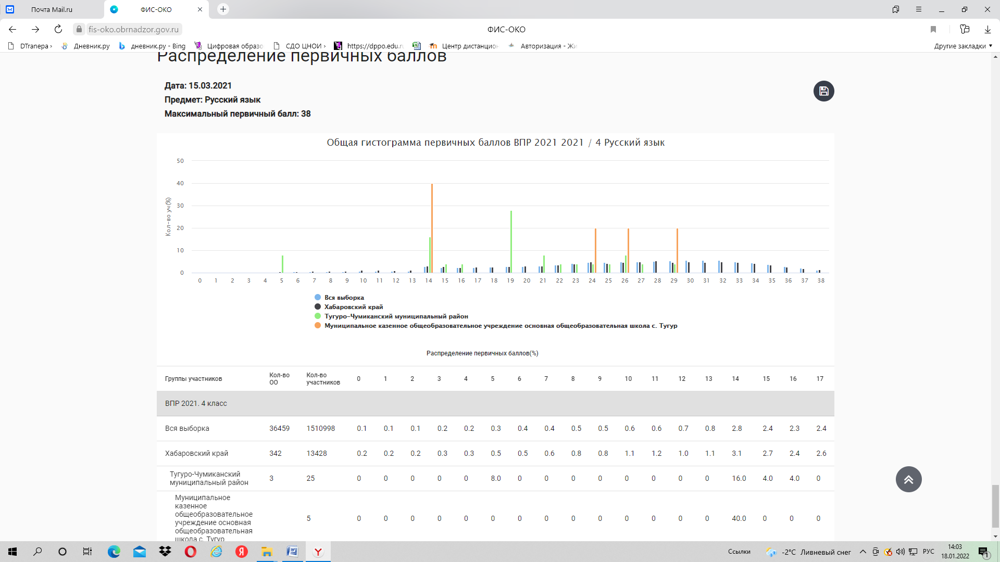 Почта Mail.ru
ФИС-ОКО
fis-oko.obrnadzor.gov.ru
ФИС-ОКО
DTranepa ›
Дневник.ру
дневник.ру - Bing
Цифровая образо
СДО ЦНОИ ›
https://dppo.edu.ru
Центр дистанцион
Авторизация - Жи
Другие закладки
Распределение первичных баллов
Дата: 15.03.2021
Предмет: Русский язык
Максимальный первичный балл: 38
Общая гистограмма первичных баллов ВПР 2021 2021 / 4 Русский язык
Кол-во уч(%)
50
40
30
20
10
0
0 1 2 3 4 5 6 7 8 9 10 11 12 13 14 15 16 17 18 19 20 21 22 23 24 25 26 27 28 29 30 31 32 33 34 35 36 37 38
Вся выборка
Хабаровский край
Тугуро-Чумиканский муниципальный район
Муниципальное казенное общеобразовательное учреждение основная общеобразовательная школа с. Тугур
Распределение первичных баллов(%)
Группы участников Кол-во ОО Кол-во участников 0 1 2 3 4 5 6 7 8 9 10 11 12 13 14 15 16 17
ВПР 2021. 4 класс
Вся выборка 36459 1510998 0.1 0.1 0.1 0.2 0.2 0.3 0.4 0.4 0.5 0.5 0.6 0.6 0.7 0.8 2.8 2.4 2.3 2.4
Хабаровский край 342 13428 0.2 0.2 0.2 0.3 0.3 0.5 0.5 0.6 0.8 0.8 1.1 1.2 1.0 1.1 3.1 2.7 2.4 2.6
Тугуро-Чумиканский
муниципальный район
3 25 0 0 0 0 0 8.0 0 0 0 0 0 0 0 0 16.0 4.0 4.0 0
Муниципальное
казенное
общеобразовательное
учреждение основная
общеобразовательная
школа с. Тугур
5 0 0 0 0 0 0 0 0 0 0 0 0 0 0 40.0 0 0 0
Ссылки
-2°C Ливневый снег
РУС
14:03
18.01.2022
1